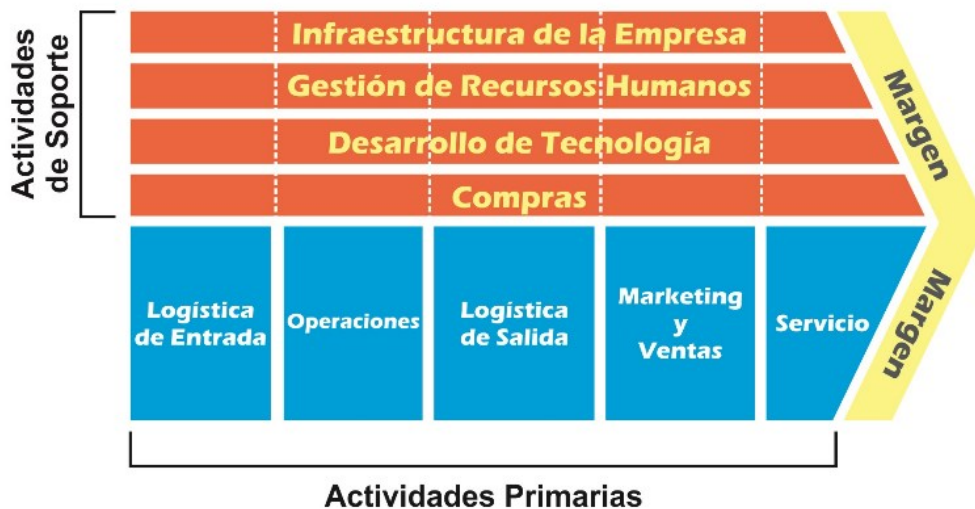 Actividades
de Soporte
Infraestructura de la Empresa
Gestión de Recursos Humanos
Desarrollo de Tecnología
Compras
Margen
Logística
de Entrada
Operaciones
Logística
de Salida
Marketing
y
Ventas
Servicio
Margen
Actividades Primarias